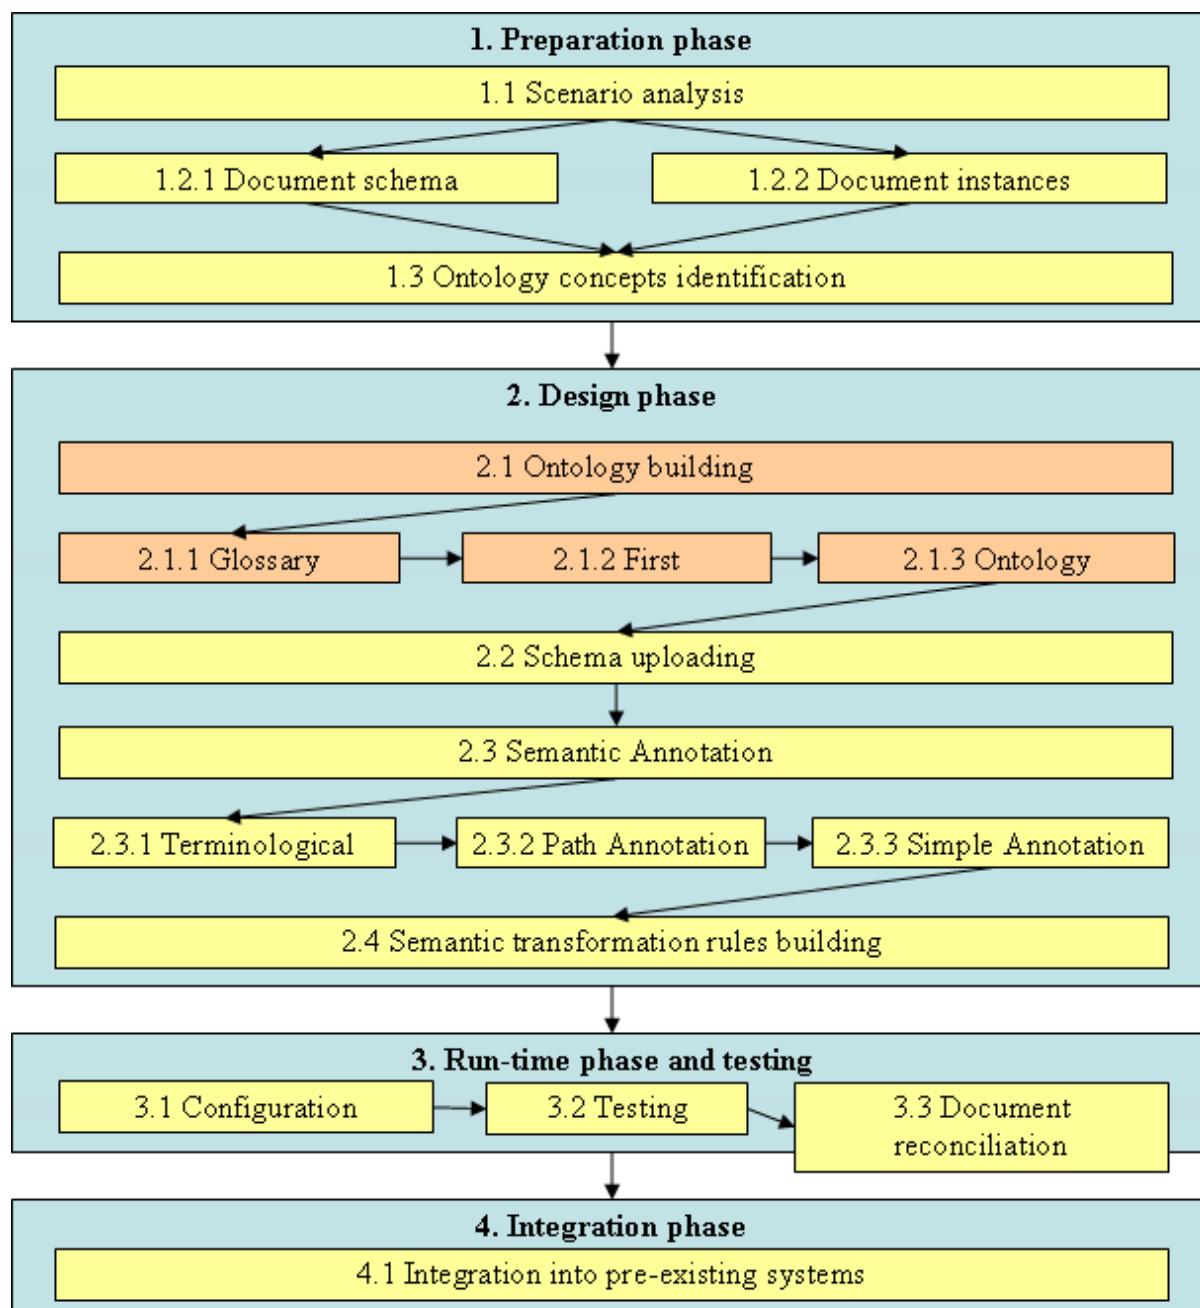 1. Preparation phase
1.1 Scenario analysis
1.2.1 Document schema
1.2.2 Document instances
1.3 Ontology concepts identification
2. Design phase
2.1 Ontology building
2.1.1 Glossary
2.1.2 First
2.1.3 Ontology
2.2 Schema uploading
2.3 Semantic Annotation
2.3.1 Terminological
2.3.2 Path Annotation
2.3.3 Simple Annotation
2.4 Semantic transformation rules building
3. Run-time phase and testing
3.1 Configuration
3.2 Testing
3.3 Document
reconciliation
4. Integration phase
4.1 Integration into pre-existing systems